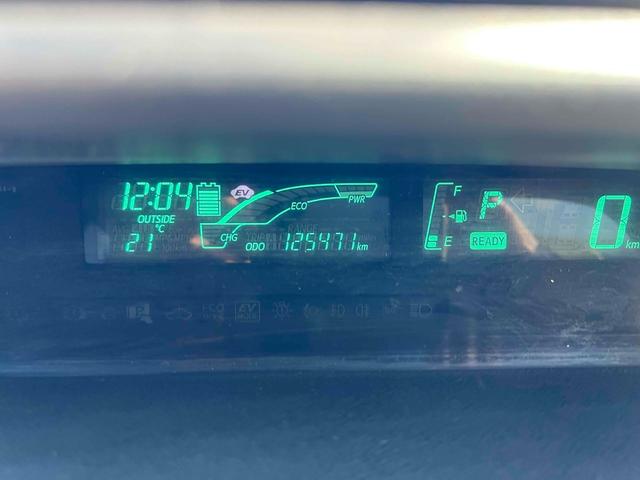 12:04 EV
OUTSIDE
21 °C
CHG ECO PWR
ODO 125471 km
F
E
P
READY
0 km